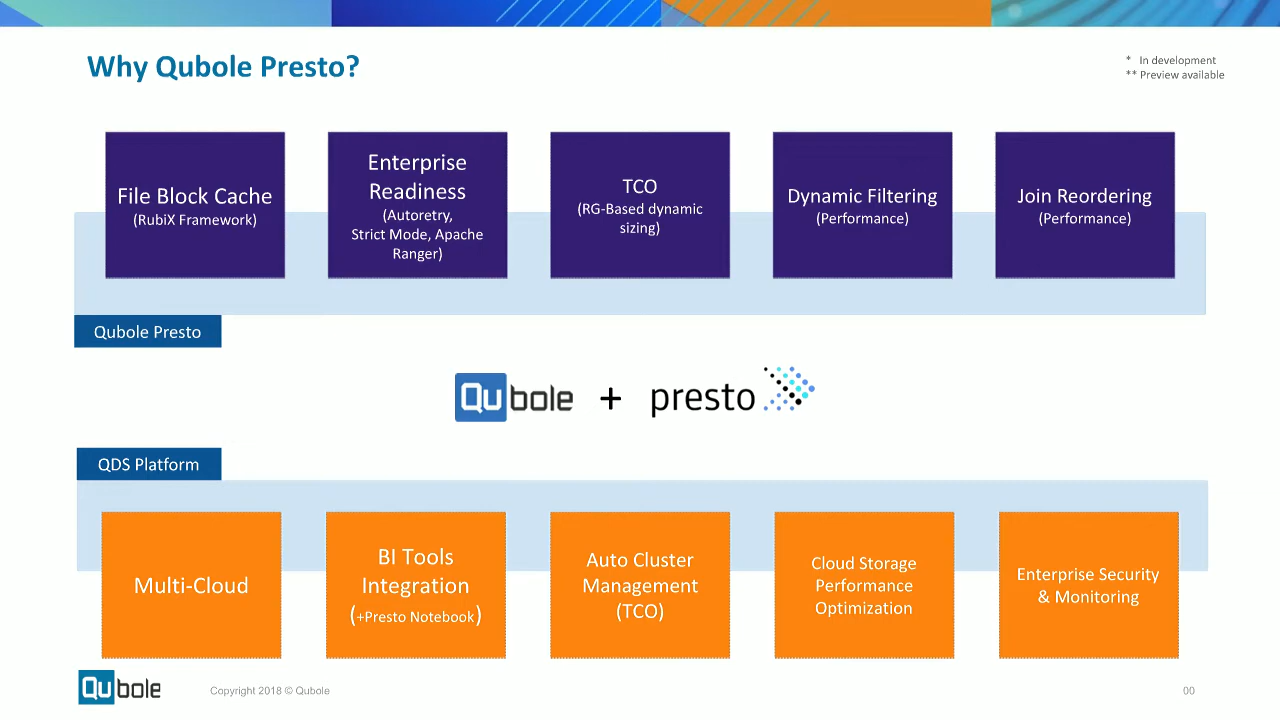 Why Qubole Presto?
* In development
** Preview available
File Block Cache
(RubiX Framework)
Enterprise
Readiness
(Autoretry,
Strict Mode, Apache
Ranger)
TCO
(RG-Based dynamic
sizing)
Dynamic Filtering
(Performance)
Join Reordering
(Performance)
Qubole Presto
Qubole + presto
QDS Platform
Multi-Cloud
BI Tools
Integration
(+Presto Notebook)
Auto Cluster
Management
(TCO)
Cloud Storage
Performance
Optimization
Enterprise Security
& Monitoring
Qubole
Copyright 2018 © Qubole
00